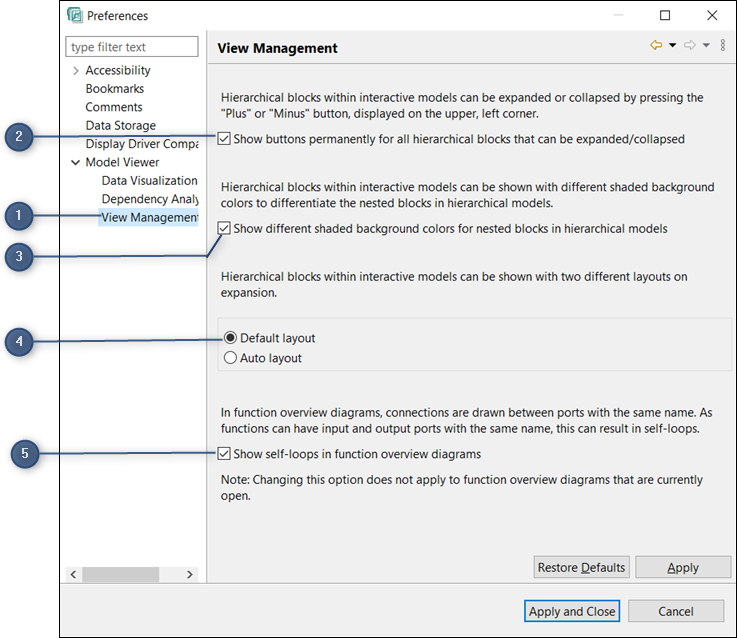 Preferences
type filter text
Accessibility
Bookmarks
Comments
Data Storage
Display Driver Compa
Model Viewer
Data Visualization
Dependency Analy
View Management
View Management
Hierarchical blocks within interactive models can be expanded or collapsed by pressing the
"Plus" or "Minus" button, displayed on the upper, left corner.
2
Show buttons permanently for all hierarchical blocks that can be expanded/collapsed
Hierarchical blocks within interactive models can be shown with different shaded background
colors to differentiate the nested blocks in hierarchical models.
1
Show different shaded background colors for nested blocks in hierarchical models
3
Hierarchical blocks within interactive models can be shown with two different layouts on
expansion.
4
Default layout
Auto layout
In function overview diagrams, connections are drawn between ports with the same name. As
functions can have input and output ports with the same name, this can result in self-loops.
5
Show self-loops in function overview diagrams
Note: Changing this option does not apply to function overview diagrams that are currently
open.
Restore Defaults
Apply
Apply and Close
Cancel